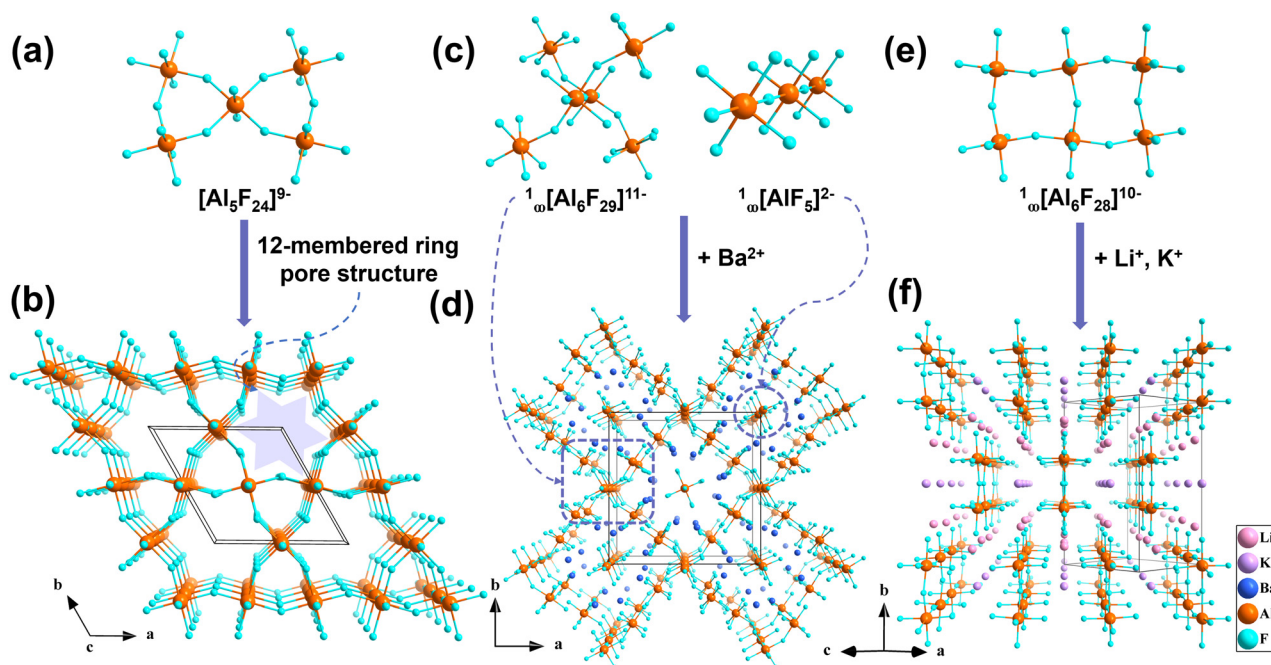 (a)
(c)
(e)
[Al₅F₂₄]⁹⁻
¹∞[Al₆F₂₉]¹¹⁻
¹∞[AlF₅]²⁻
¹∞[Al₆F₂₈]¹⁰⁻
12-membered ring
pore structure
+ Ba²⁺
+ Li⁺, K⁺
(b)
(d)
(f)
b
c
a
b
a
b
c
a
Li
K
Ba
Al
F